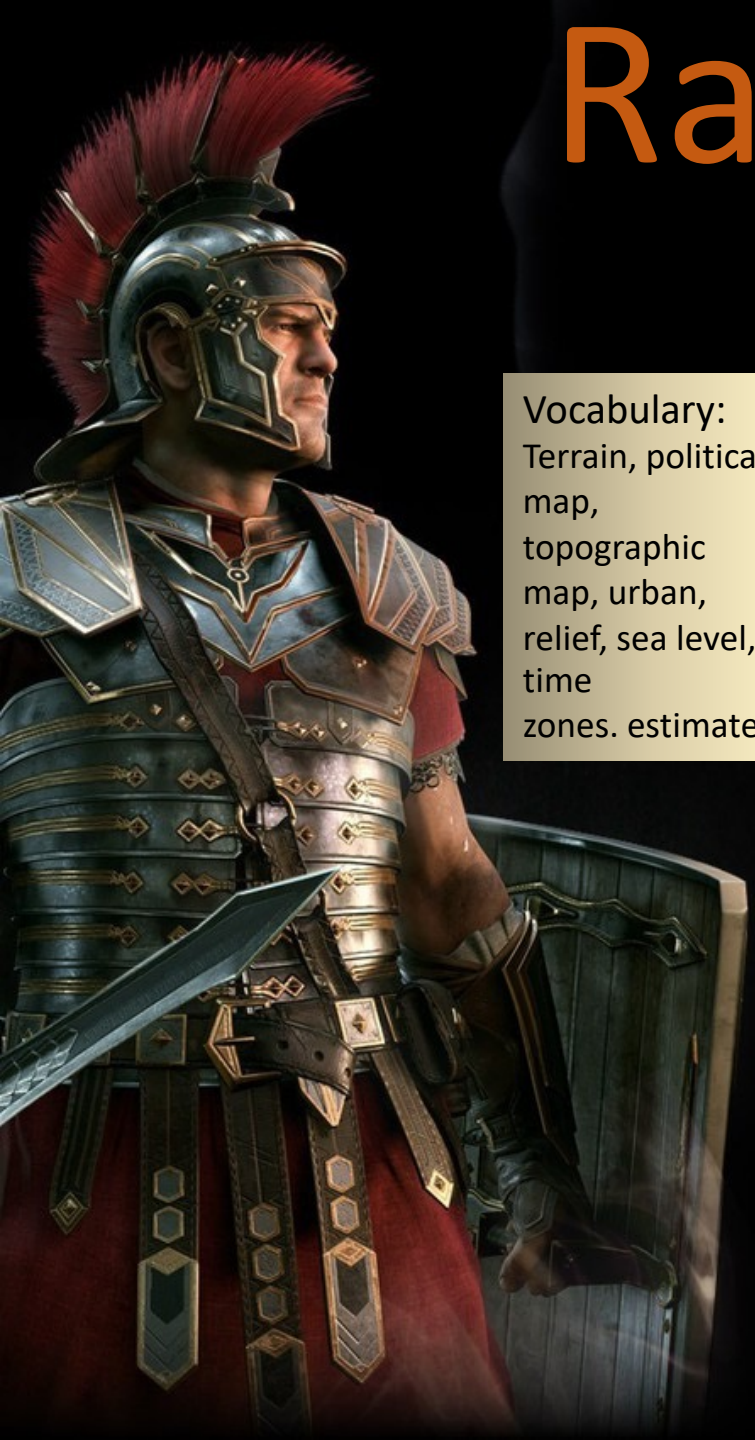 Ra
Vocabulary:
Terrain, politica
map,
topographic
map, urban,
relief, sea level,
time
zones. estimate